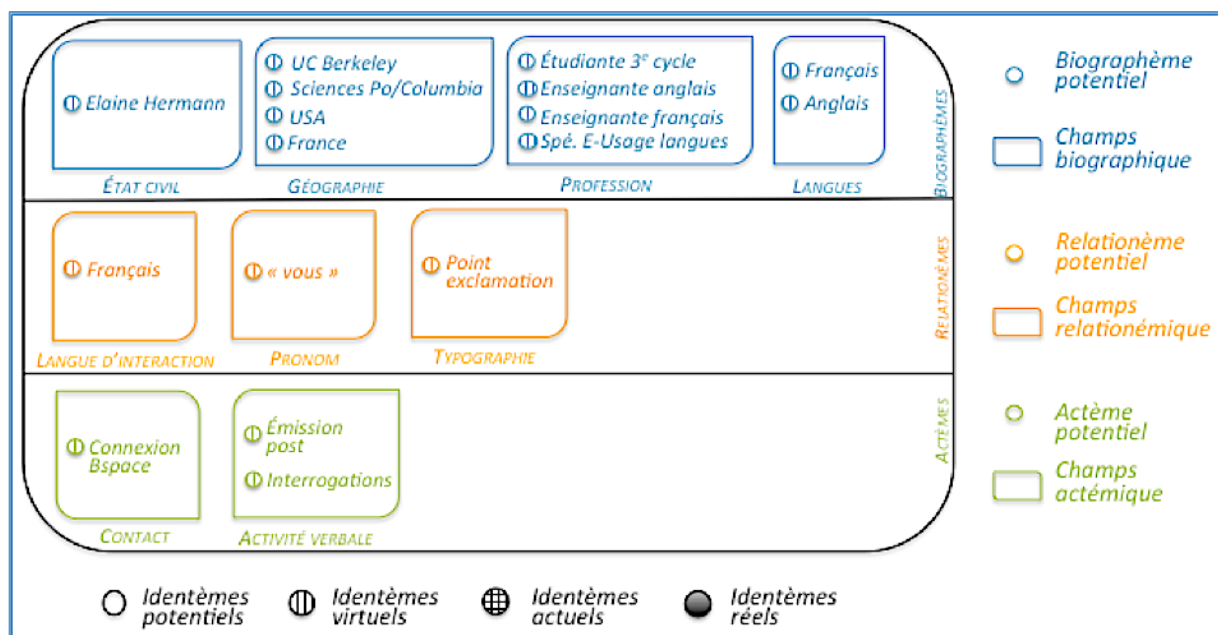 Elaine Hermann
ÉTAT CIVIL
UC Berkeley
Sciences Po/Columbia
USA
France
GÉOGRAPHIE
Étudiante 3e cycle
Enseignante anglais
Enseignante français
Spé. E-Usage langues
PROFESSION
Français
Anglais
LANGUES
BIOGRAPHÈMES
Français
LANGUE D'INTERACTION
« vous »
PRONOM
Point
exclamation
TYPOGRAPHIE
RELATIONÈMES
Connexion
Bspace
CONTACT
Émission
post
Interrogations
ACTIVITÉ VERBALE
ACTÈMES
Biographème
potentiel
Champs
biographique
Relationème
potentiel
Champs
relationémique
Actème
potentiel
Champs
actémique
Identèmes
potentiels
Identèmes
virtuels
Identèmes
actuels
Identèmes
réels